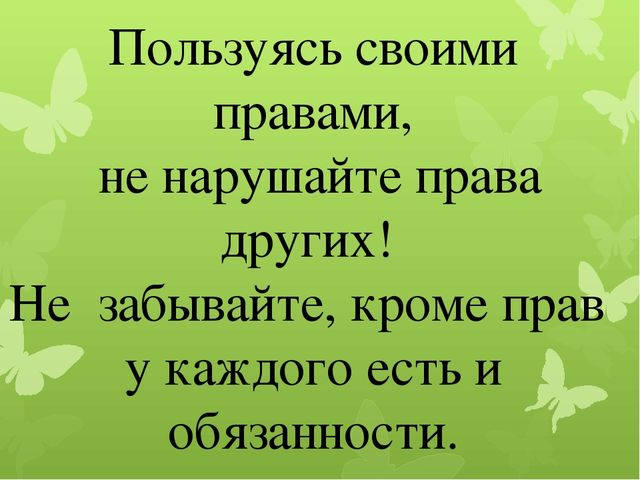 Пользуясь своими
правами,
не нарушайте права
других!
Не забывайте, кроме прав
у каждого есть и
обязанности.